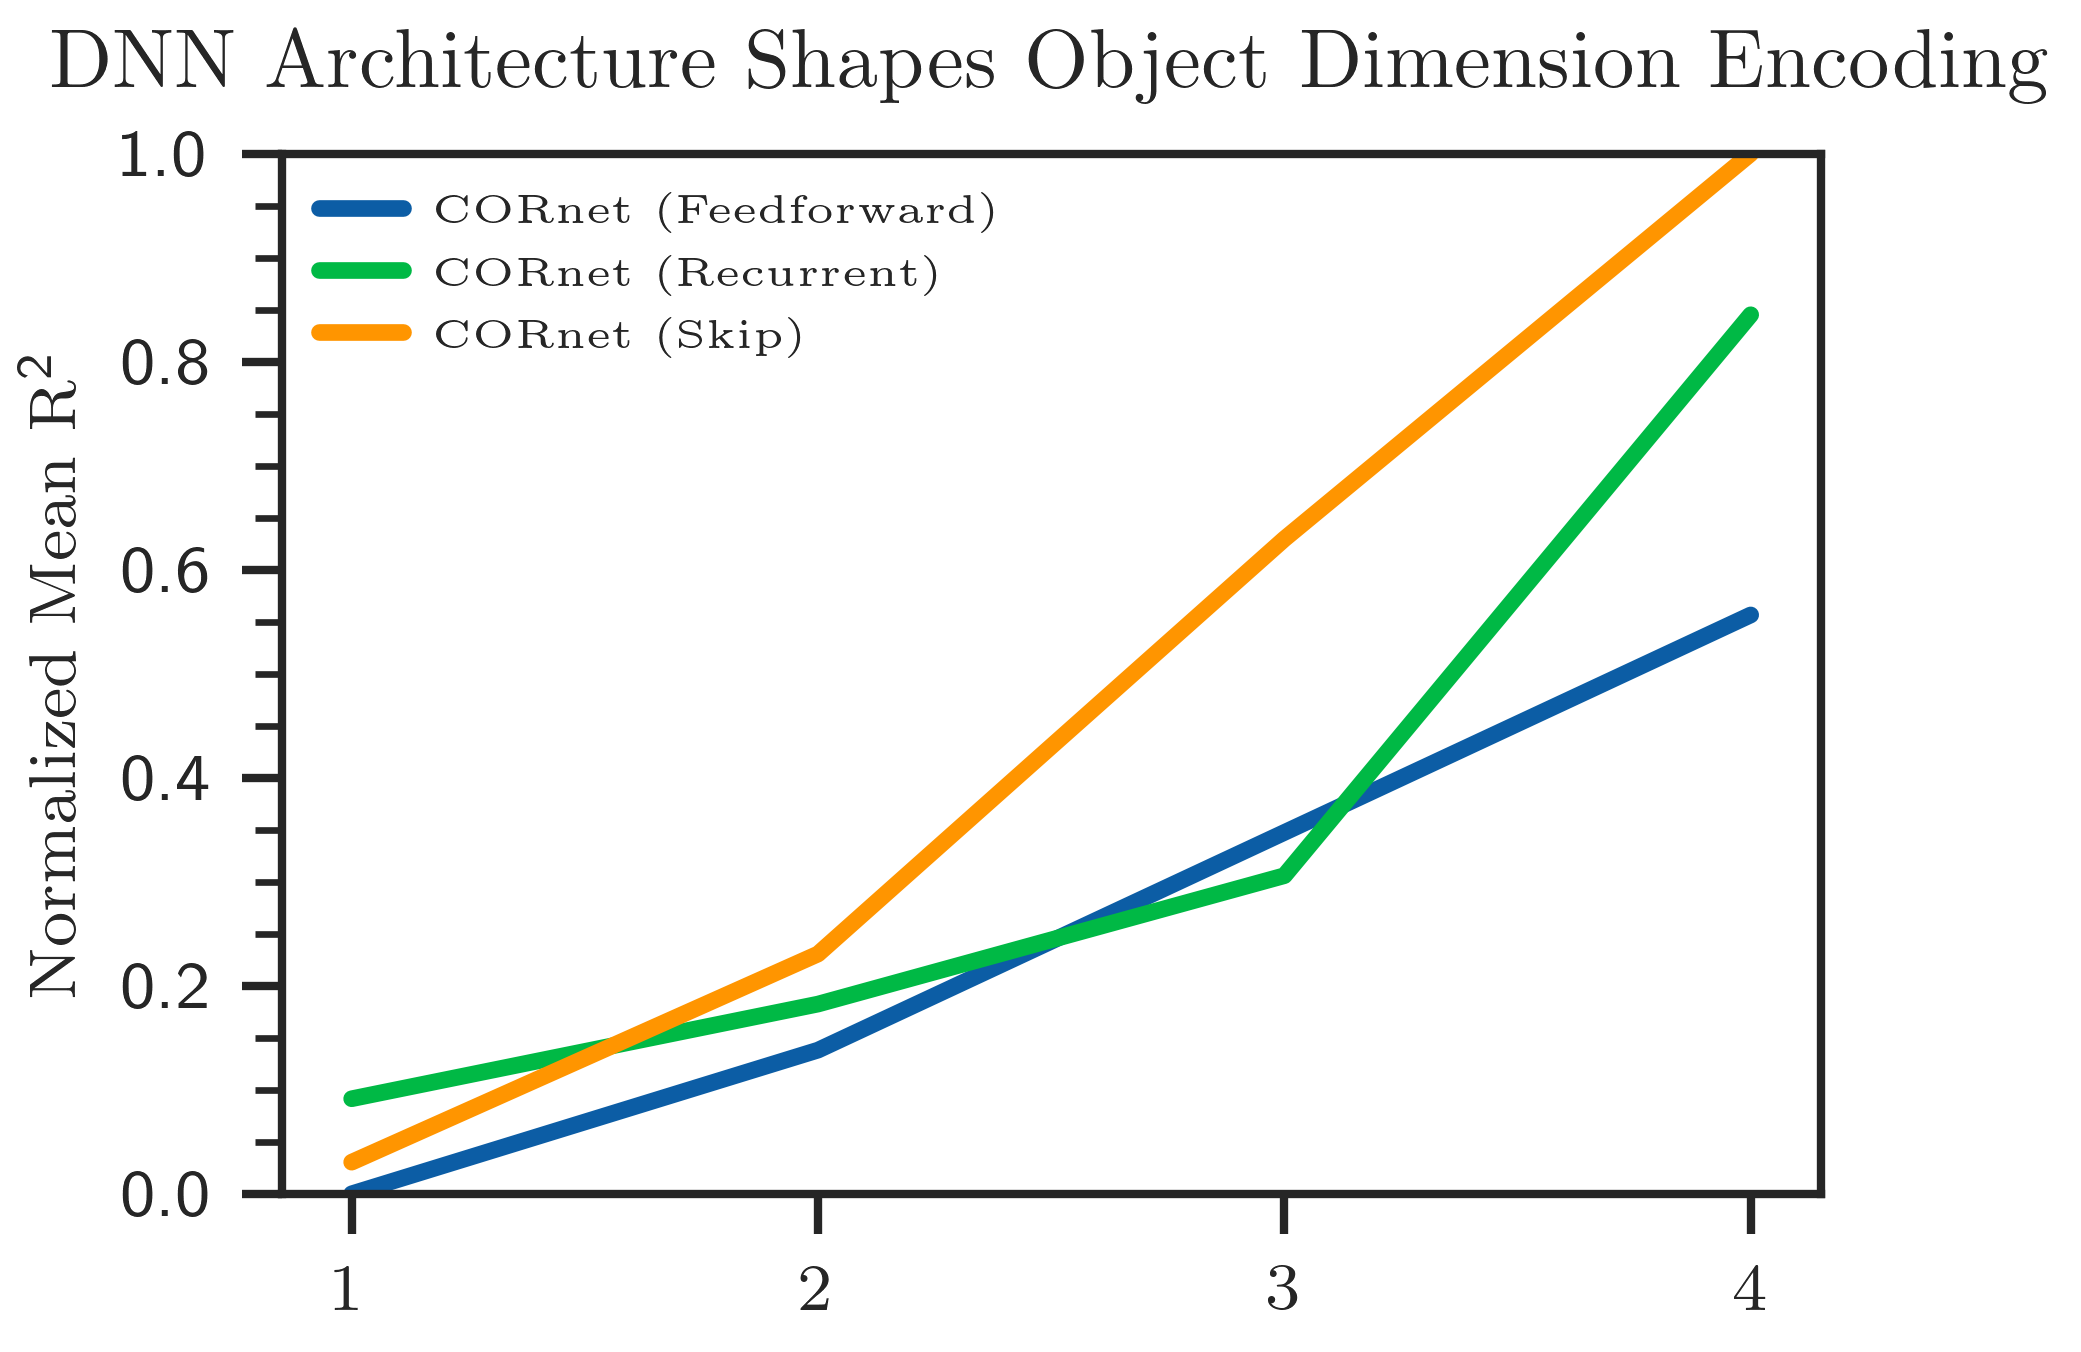 DNN Architecture Shapes Object Dimension Encoding
Normalized Mean R²
1.0
0.8
0.6
0.4
0.2
0.0
CORnet (Feedforward)
CORnet (Recurrent)
CORnet (Skip)
1 2 3 4